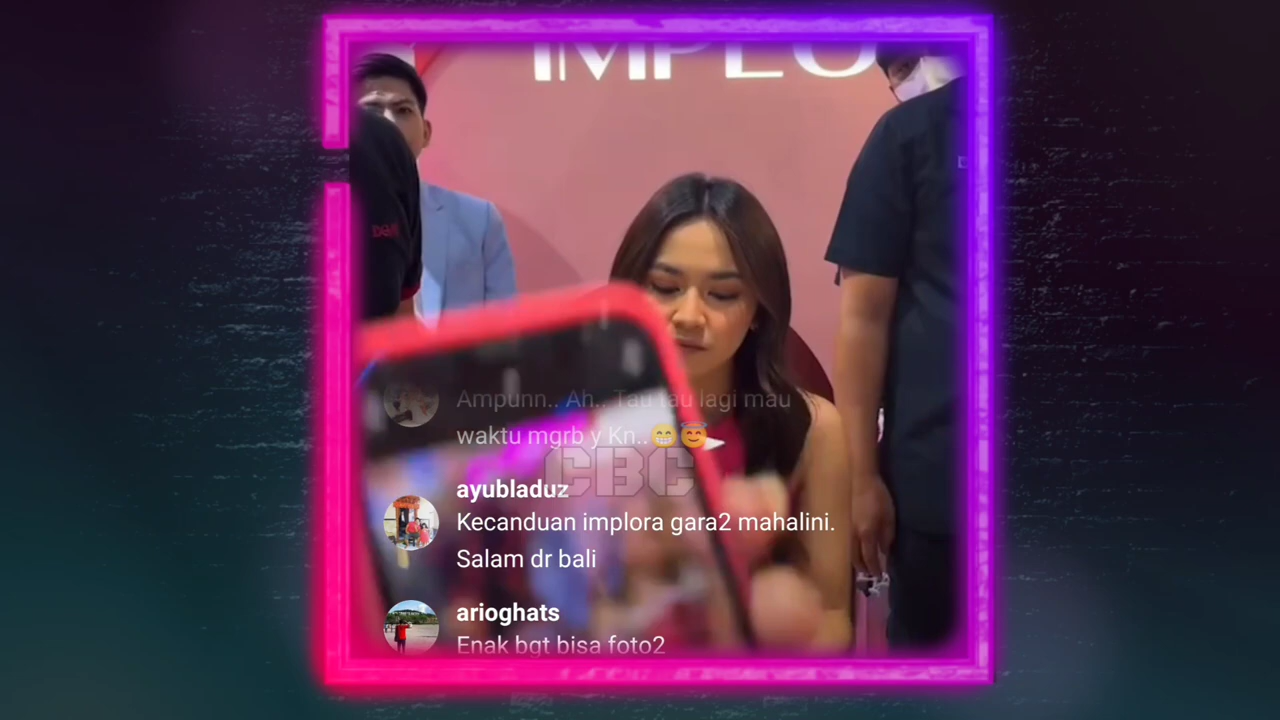 IMPLO
Ampunn.. Ah.. Tau tau lagi mau
waktu mgrb y Kn..😁😇
CBC
ayubladuz
Kecanduan implora gara2 mahalini.
Salam dr bali
arioghats
Enak bgt bisa foto2